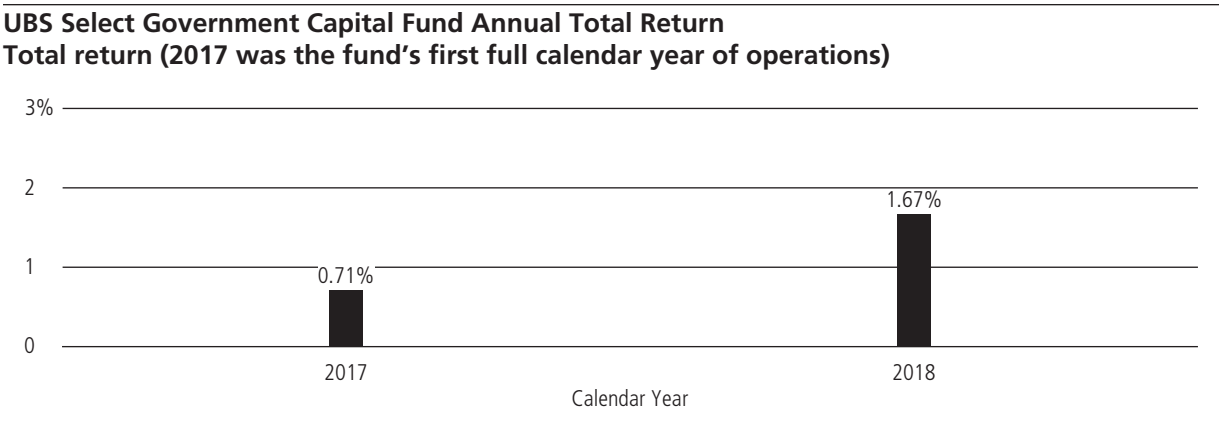 UBS Select Government Capital Fund Annual Total Return
Total return (2017 was the fund’s first full calendar year of operations)
3%
2
1.67%
1
0.71%
0
2017 2018
Calendar Year